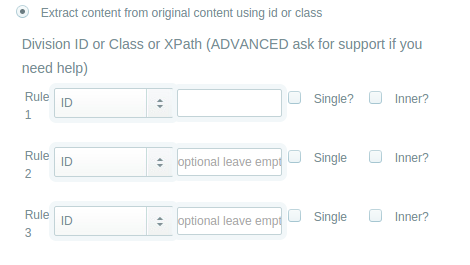 Extract content from original content using id or class
Division ID or Class or XPath (ADVANCED ask for support if you
need help)
Rule 1 ID Single? Inner?
Rule 2 ID optional leave empt Single Inner?
Rule 3 ID optional leave empt Single Inner?